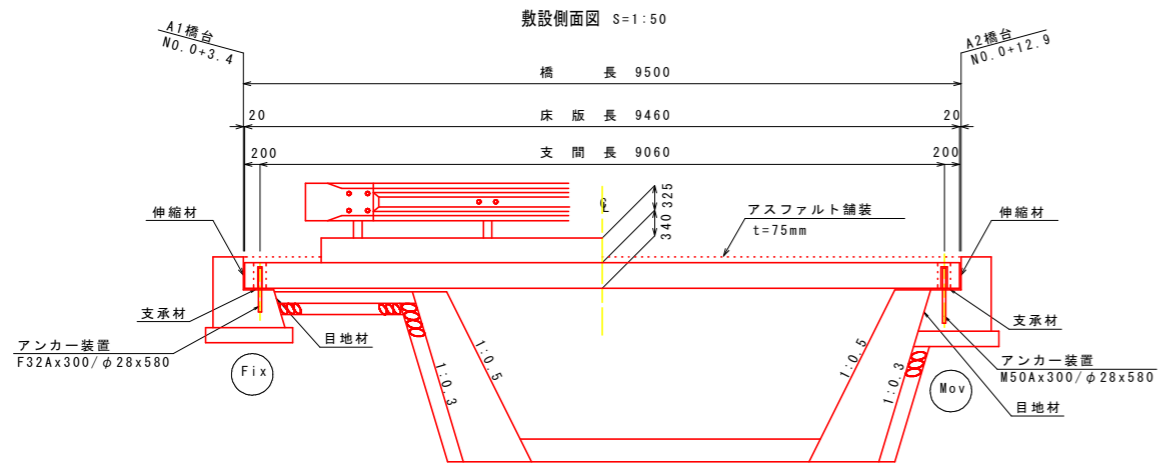 敷設側面図 S=1:50
A1橋台
N0.0+3.4
A2橋台
N0.0+12.9
橋 長 9500
20
床 版 長 9460
20
200
支 間 長 9060
200
325
340
℄
伸縮材
アスファルト舗装
t=75mm
伸縮材
支承材
目地材
アンカー装置
F32Ax300/φ28x580
Fix
1:0.3
1:0.5
1:0.5
1:0.3
支承材
アンカー装置
M50Ax300/φ28x580
Mov
目地材